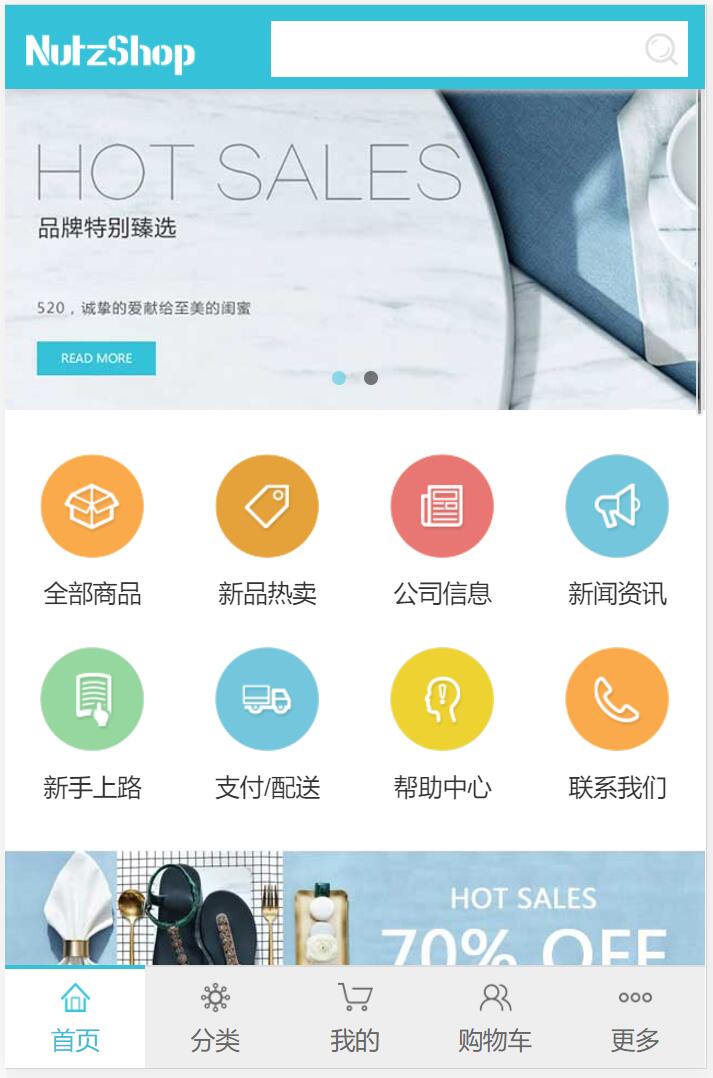 NutzShop
HOT SALES
品牌特别臻选
520，诚挚的爱献给至美的闺蜜
READ MORE
全部商品
新品热卖
公司信息
新闻资讯
新手上路
支付/配送
帮助中心
联系我们
HOT SALES
70% OFF
首页
分类
我的
购物车
更多